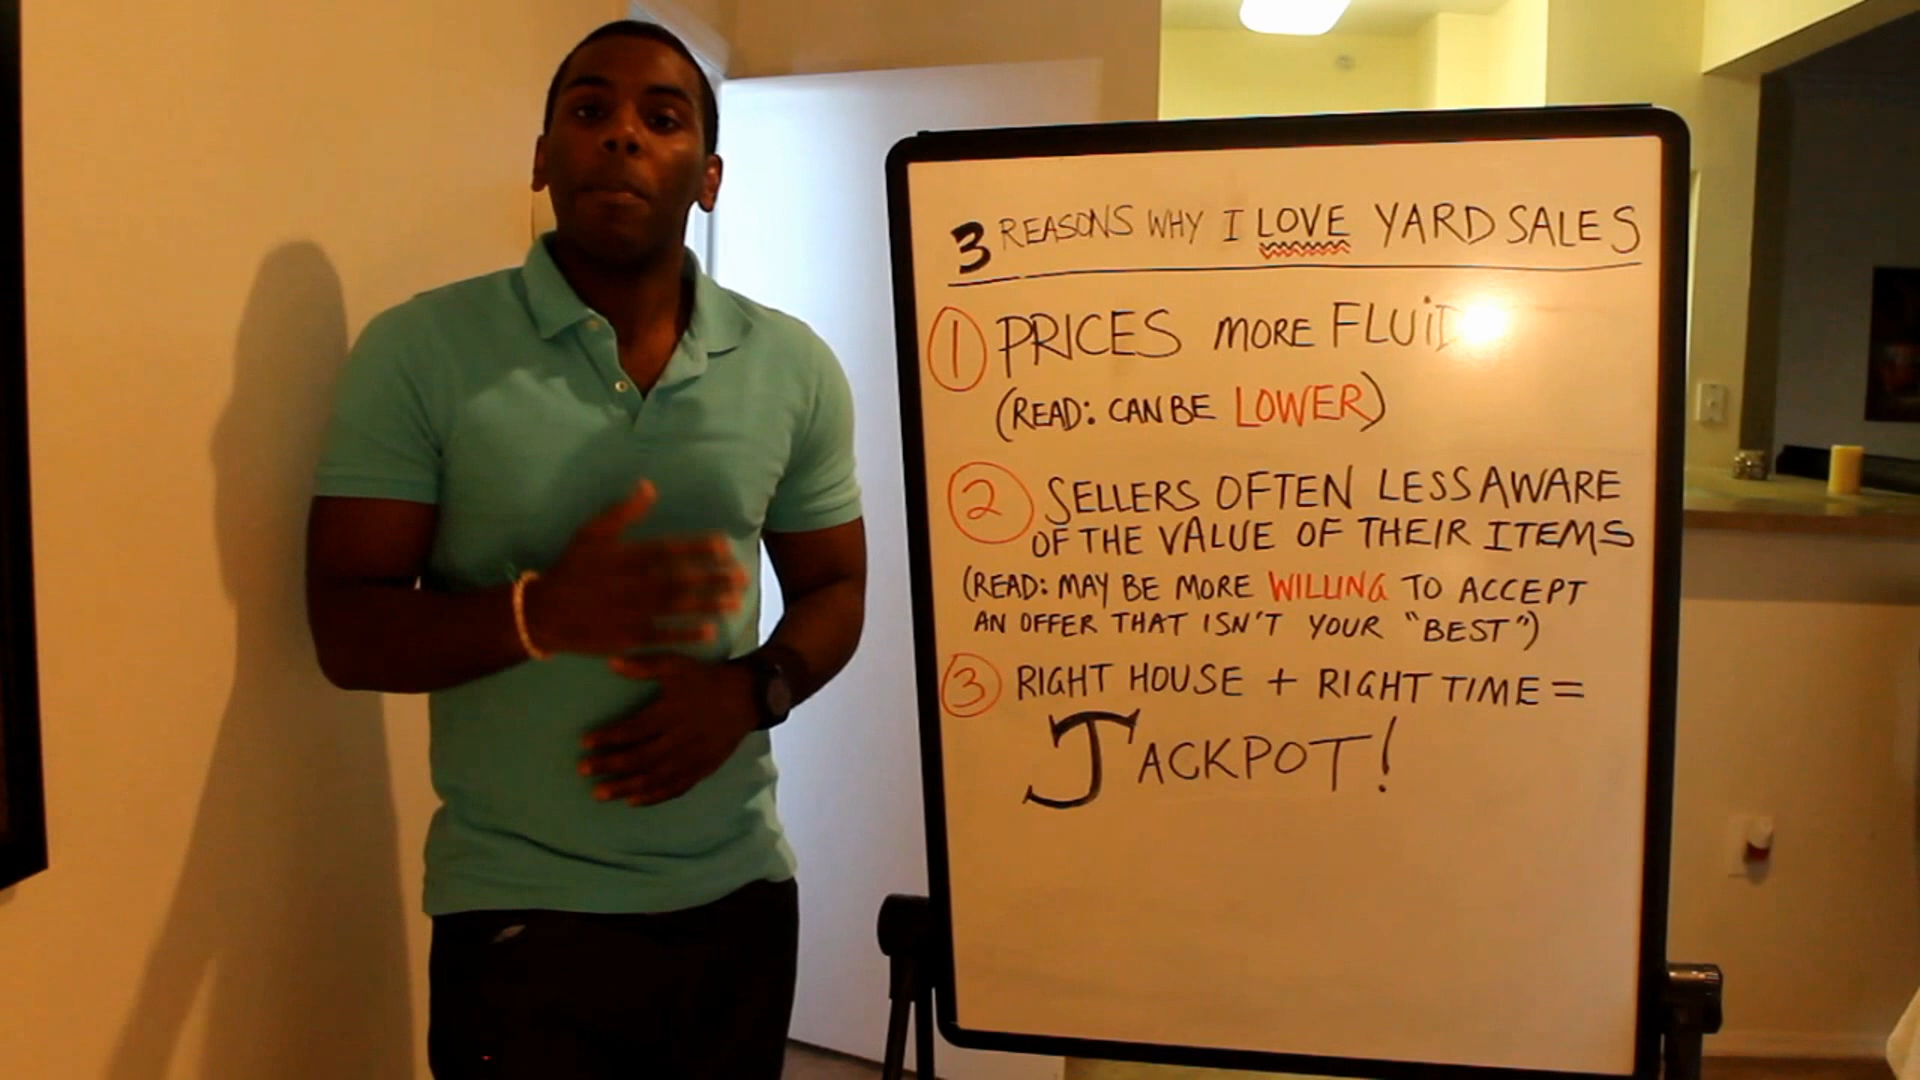 3 REASONS WHY I LOVE YARD SALES
1 PRICES MORE FLUID
(READ: CAN BE LOWER)
2 SELLERS OFTEN LESS AWARE
OF THE VALUE OF THEIR ITEMS
(READ: MAY BE MORE WILLING TO ACCEPT
AN OFFER THAT ISN'T YOUR "BEST")
3 RIGHT HOUSE + RIGHT TIME =
JACKPOT!